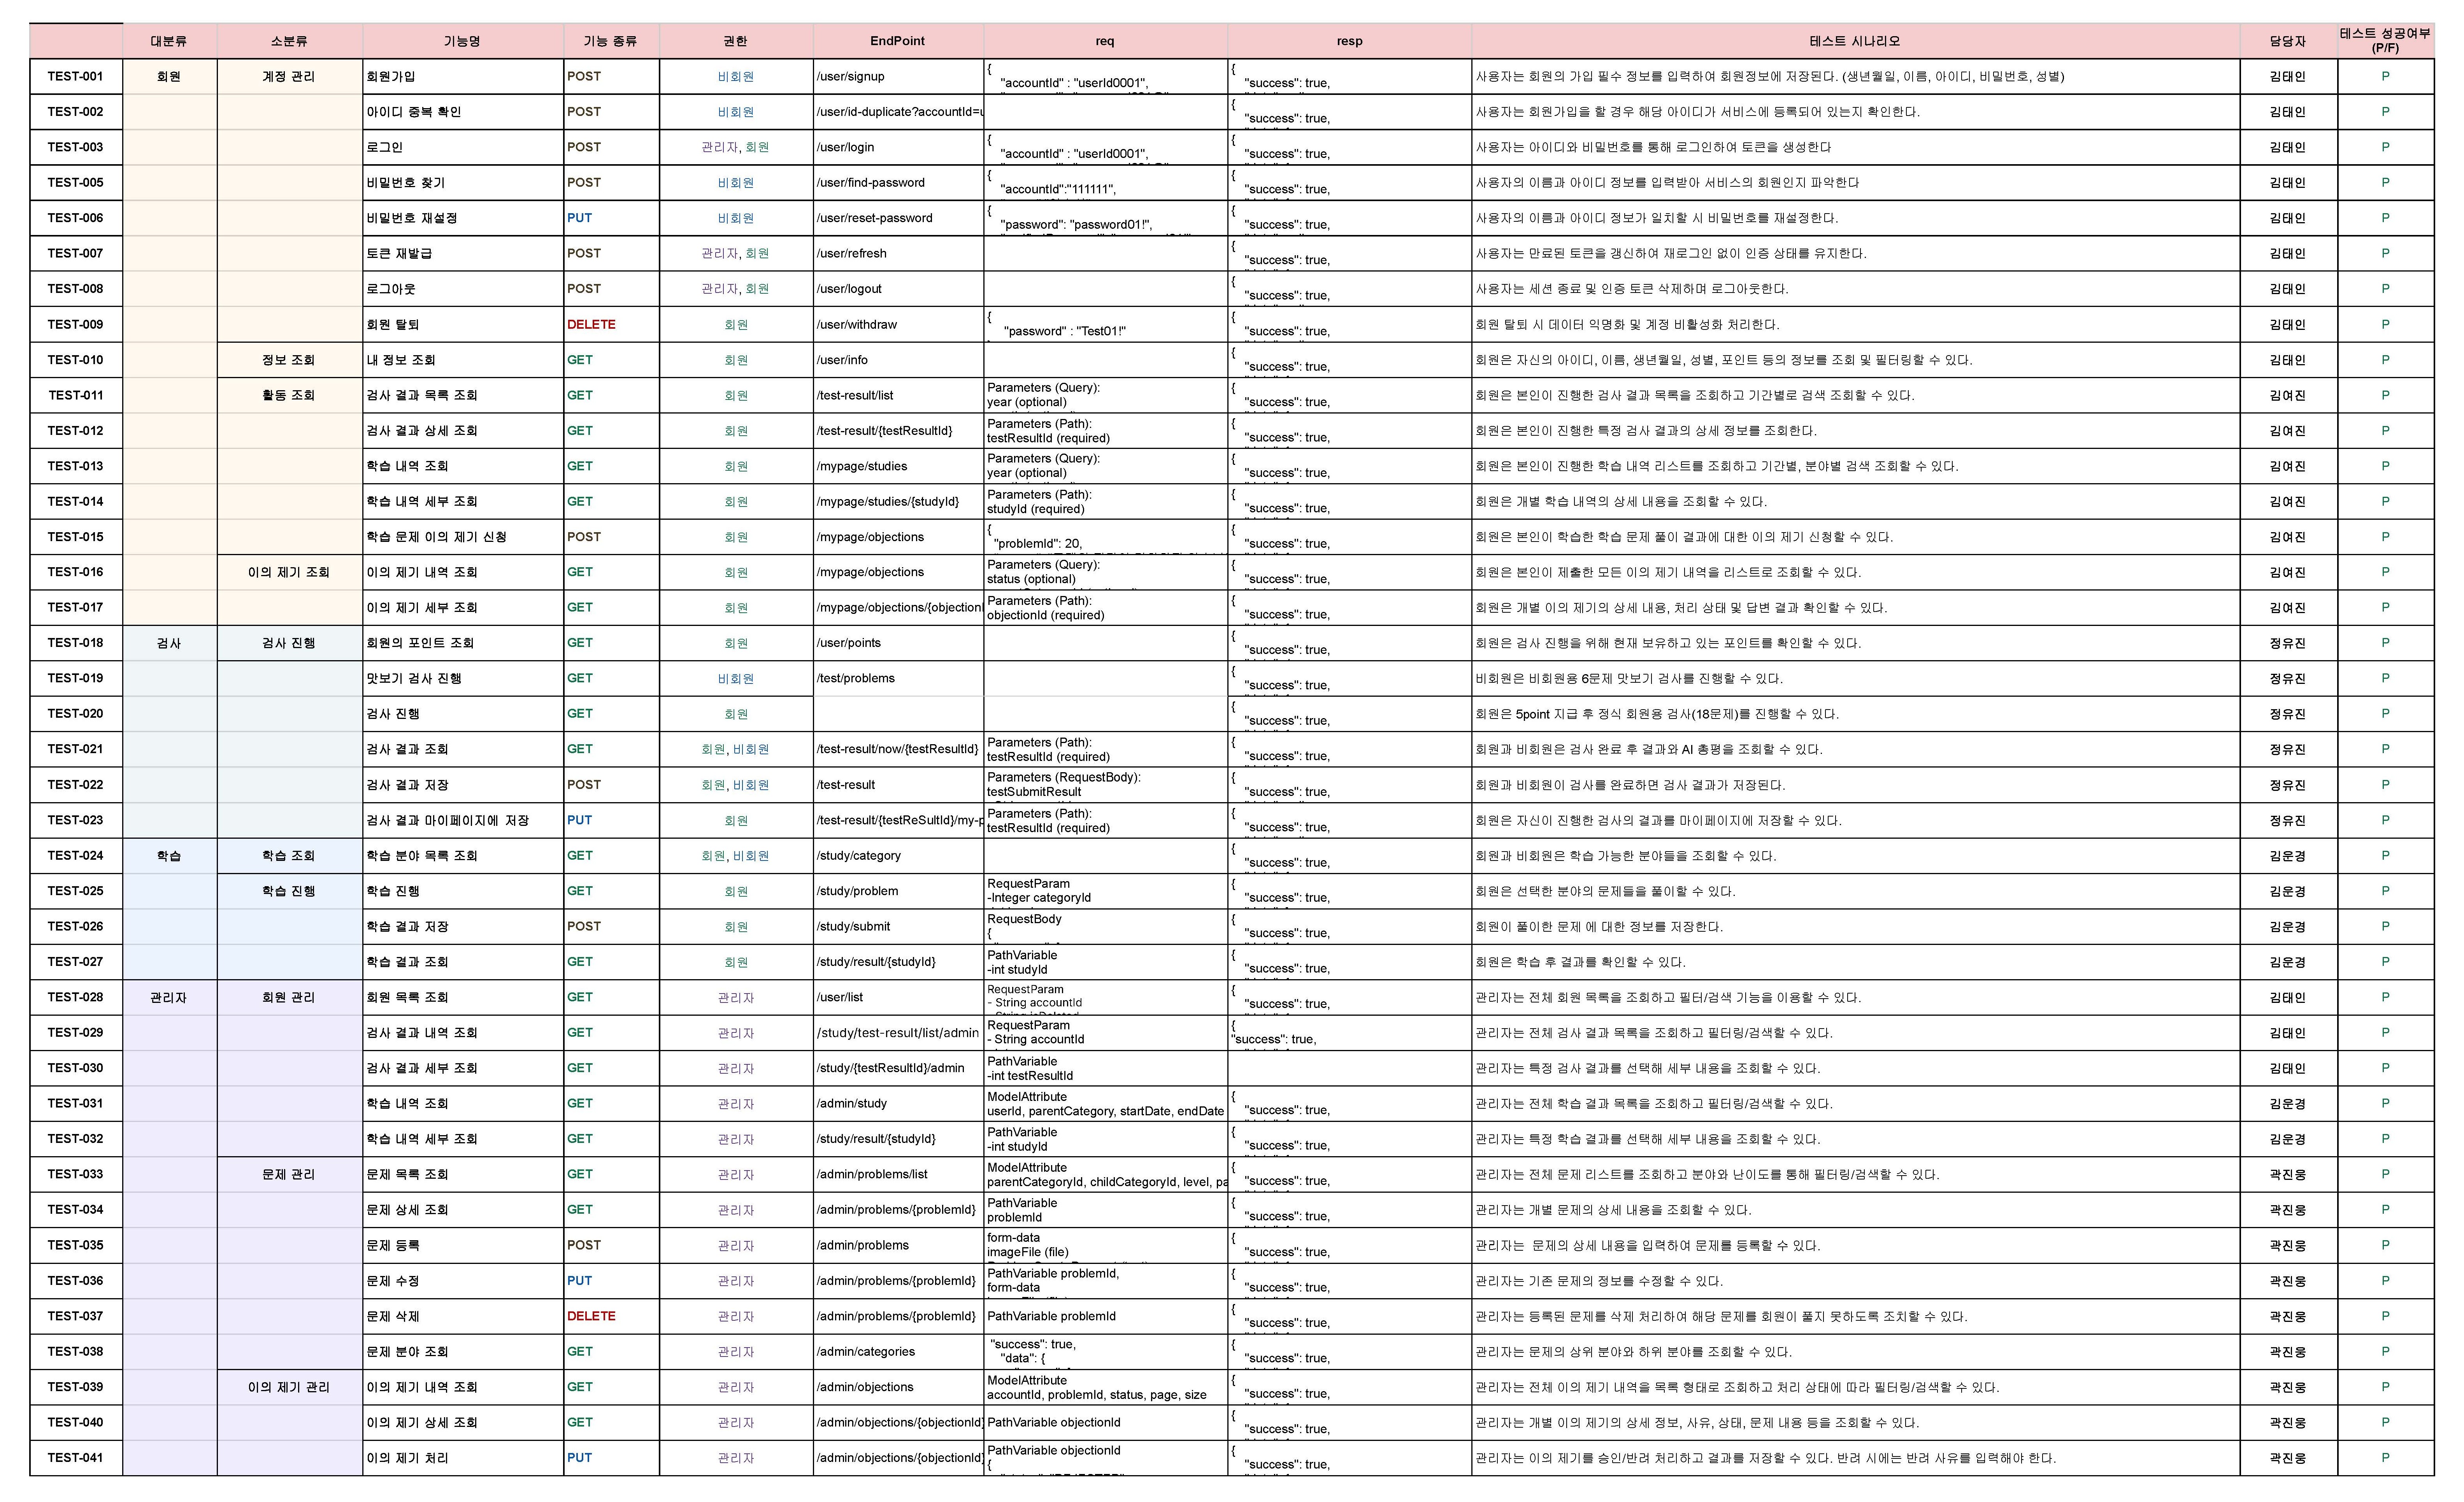 대분류 소분류 기능명 기능 종류 권한 EndPoint req resp 테스트 시나리오 담당자 테스트 성공여부 (P/F)
TEST-001 회원 계정 관리 회원가입 POST 비회원 /user/signup { "accountId" : "userId0001", { "success": true, 사용자는 회원의 가입 필수 정보를 입력하여 회원정보에 저장된다. (생년월일, 이름, 아이디, 비밀번호, 성별) 김태인 P
TEST-002 아이디 중복 확인 POST 비회원 /user/id-duplicate?accountId= { "success": true, 사용자는 회원가입을 할 경우 해당 아이디가 서비스에 등록되어 있는지 확인한다. 김태인 P
TEST-003 로그인 POST 관리자, 회원 /user/login { "accountId" : "userId0001", { "success": true, 사용자는 아이디와 비밀번호를 통해 로그인하여 토큰을 생성한다 김태인 P
TEST-005 비밀번호 찾기 POST 비회원 /user/find-password { "accountId":"111111", { "success": true, 사용자의 이름과 아이디 정보를 입력받아 서비스의 회원인지 파악한다 김태인 P
TEST-006 비밀번호 재설정 PUT 비회원 /user/reset-password { "password": "password01!", { "success": true, 사용자의 이름과 아이디 정보가 일치할 시 비밀번호를 재설정한다. 김태인 P
TEST-007 토큰 재발급 POST 관리자, 회원 /user/refresh { "success": true, 사용자는 만료된 토큰을 갱신하여 재로그인 없이 인증 상태를 유지한다. 김태인 P
TEST-008 로그아웃 POST 관리자, 회원 /user/logout { "success": true, 사용자는 세션 종료 및 인증 토큰 삭제하며 로그아웃한다. 김태인 P
TEST-009 회원 탈퇴 DELETE 회원 /user/withdraw { "password" : "Test01!" { "success": true, 회원 탈퇴 시 데이터 익명화 및 계정 비활성화 처리한다. 김태인 P
TEST-010 정보 조회 내 정보 조회 GET 회원 /user/info { "success": true, 회원은 자신의 아이디, 이름, 생년월일, 성별, 포인트 등의 정보를 조회 및 필터링할 수 있다. 김태인 P
TEST-011 활동 조회 검사 결과 목록 조회 GET 회원 /test-result/list Parameters (Query): year (optional) { "success": true, 회원은 본인이 진행한 검사 결과 목록을 조회하고 기간별로 검색 조회할 수 있다. 김여진 P
TEST-012 검사 결과 상세 조회 GET 회원 /test-result/{testResultId} Parameters (Path): testResultId (required) { "success": true, 회원은 본인이 진행한 특정 검사 결과의 상세 정보를 조회한다. 김여진 P
TEST-013 학습 내역 조회 GET 회원 /mypage/studies Parameters (Query): year (optional) { "success": true, 회원은 본인이 진행한 학습 내역 리스트를 조회하고 기간별, 분야별 검색 조회할 수 있다. 김여진 P
TEST-014 학습 내역 세부 조회 GET 회원 /mypage/studies/{studyId} Parameters (Path): studyId (required) { "success": true, 회원은 개별 학습 내역의 상세 내용을 조회할 수 있다. 김여진 P
TEST-015 학습 문제 이의 제기 신청 POST 회원 /mypage/objections { "problemId": 20, { "success": true, 회원은 본인이 학습한 학습 문제 풀이 결과에 대한 이의 제기 신청할 수 있다. 김여진 P
TEST-016 이의 제기 조회 이의 제기 내역 조회 GET 회원 /mypage/objections Parameters (Query): status (optional) { "success": true, 회원은 본인이 제출한 모든 이의 제기 내역을 리스트로 조회할 수 있다. 김여진 P
TEST-017 이의 제기 세부 조회 GET 회원 /mypage/objections/{objection Parameters (Path): objectionId (required) { "success": true, 회원은 개별 이의 제기의 상세 내용, 처리 상태 및 답변 결과 확인할 수 있다. 김여진 P
TEST-018 검사 검사 진행 회원의 포인트 조회 GET 회원 /user/points { "success": true, 회원은 검사 진행을 위해 현재 보유하고 있는 포인트를 확인할 수 있다. 정유진 P
TEST-019 맛보기 검사 진행 GET 비회원 /test/problems { "success": true, 비회원은 비회원용 6문제 맛보기 검사를 진행할 수 있다. 정유진 P
TEST-020 검사 진행 GET 회원 { "success": true, 회원은 5point 지급 후 정식 회원용 검사(18문제)를 진행할 수 있다. 정유진 P
TEST-021 검사 결과 조회 GET 회원, 비회원 /test-result/now/{testResultId} Parameters (Path): testResultId (required) { "success": true, 회원과 비회원은 검사 완료 후 결과와 AI 총평을 조회할 수 있다. 정유진 P
TEST-022 검사 결과 저장 POST 회원, 비회원 /test-result Parameters (RequestBody): testSubmitResult { "success": true, 회원과 비회원이 검사를 완료하면 검사 결과가 저장된다. 정유진 P
TEST-023 검사 결과 마이페이지에 저장 PUT 회원 /test-result/{testReSultId}/my-p Parameters (Path): testResultId (required) { "success": true, 회원은 자신이 진행한 검사의 결과를 마이페이지에 저장할 수 있다. 정유진 P
TEST-024 학습 학습 조회 학습 분야 목록 조회 GET 회원, 비회원 /study/category { "success": true, 회원과 비회원은 학습 가능한 분야들을 조회할 수 있다. 김운경 P
TEST-025 학습 진행 학습 진행 GET 회원 /study/problem RequestParam -Integer categoryId { "success": true, 회원은 선택한 분야의 문제들을 풀이할 수 있다. 김운경 P
TEST-026 학습 결과 저장 POST 회원 /study/submit RequestBody { { "success": true, 회원이 풀이한 문제 에 대한 정보를 저장한다. 김운경 P
TEST-027 학습 결과 조회 GET 회원 /study/result/{studyId} PathVariable -int studyId { "success": true, 회원은 학습 후 결과를 확인할 수 있다. 김운경 P
TEST-028 관리자 회원 관리 회원 목록 조회 GET 관리자 /user/list RequestParam - String accountId { "success": true, 관리자는 전체 회원 목록을 조회하고 필터/검색 기능을 이용할 수 있다. 김태인 P
TEST-029 검사 결과 내역 조회 GET 관리자 /study/test-result/list/admin RequestParam - String accountId { "success": true, 관리자는 전체 검사 결과 목록을 조회하고 필터링/검색할 수 있다. 김태인 P
TEST-030 검사 결과 세부 조회 GET 관리자 /study/{testResultId}/admin PathVariable -int testResultId 관리자는 특정 검사 결과를 선택해 세부 내용을 조회할 수 있다. 김태인 P
TEST-031 학습 내역 조회 GET 관리자 /admin/study ModelAttribute userId, parentCategory, startDate, endDate { "success": true, 관리자는 전체 학습 결과 목록을 조회하고 필터링/검색할 수 있다. 김운경 P
TEST-032 학습 내역 세부 조회 GET 관리자 /study/result/{studyId} PathVariable -int studyId { "success": true, 관리자는 특정 학습 결과를 선택해 세부 내용을 조회할 수 있다. 김운경 P
TEST-033 문제 관리 문제 목록 조회 GET 관리자 /admin/problems/list ModelAttribute parentCategoryId, childCategoryId, level, pa { "success": true, 관리자는 전체 문제 리스트를 조회하고 분야와 난이도를 통해 필터링/검색할 수 있다. 곽진웅 P
TEST-034 문제 상세 조회 GET 관리자 /admin/problems/{problemId} PathVariable problemId { "success": true, 관리자는 개별 문제의 상세 내용을 조회할 수 있다. 곽진웅 P
TEST-035 문제 등록 POST 관리자 /admin/problems form-data imageFile (file) { "success": true, 관리자는 문제의 상세 내용을 입력하여 문제를 등록할 수 있다. 곽진웅 P
TEST-036 문제 수정 PUT 관리자 /admin/problems/{problemId} PathVariable problemId, form-data { "success": true, 관리자는 기존 문제의 정보를 수정할 수 있다. 곽진웅 P
TEST-037 문제 삭제 DELETE 관리자 /admin/problems/{problemId} PathVariable problemId { "success": true, 관리자는 등록된 문제를 삭제 처리하여 해당 문제를 회원이 풀지 못하도록 조치할 수 있다. 곽진웅 P
TEST-038 문제 분야 조회 GET 관리자 /admin/categories "success": true, "data": { { "success": true, 관리자는 문제의 상위 분야와 하위 분야를 조회할 수 있다. 곽진웅 P
TEST-039 이의 제기 관리 이의 제기 내역 조회 GET 관리자 /admin/objections ModelAttribute accountId, problemId, status, page, size { "success": true, 관리자는 전체 이의 제기 내역을 목록 형태로 조회하고 처리 상태에 따라 필터링/검색할 수 있다. 곽진웅 P
TEST-040 이의 제기 상세 조회 GET 관리자 /admin/objections/{objectionId} PathVariable objectionId { "success": true, 관리자는 개별 이의 제기의 상세 정보, 사유, 상태, 문제 내용 등을 조회할 수 있다. 곽진웅 P
TEST-041 이의 제기 처리 PUT 관리자 /admin/objections/{objectionId} PathVariable objectionId { { "success": true, 관리자는 이의 제기를 승인/반려 처리하고 결과를 저장할 수 있다. 반려 시에는 반려 사유를 입력해야 한다. 곽진웅 P